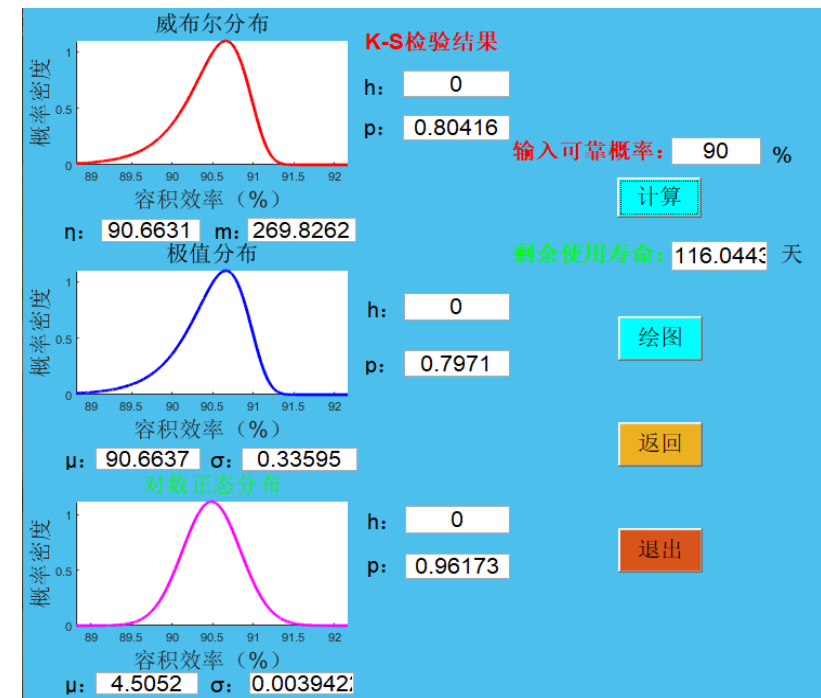 威布尔分布
概率密度
1
0.5
0
89 89.5 90 90.5 91 91.5 92
容积效率（%）
η： 90.6631 m： 269.8262
K-S检验结果
h： 0
p： 0.80416
输入可靠概率： 90 %
计算
剩余使用寿命： 116.0443 天
极值分布
概率密度
1
0.5
0
89 89.5 90 90.5 91 91.5 92
容积效率（%）
μ： 90.6637 σ： 0.33595
h： 0
p： 0.7971
绘图
返回
对数正态分布
概率密度
1
0.5
0
89 89.5 90 90.5 91 91.5 92
容积效率（%）
μ： 4.5052 σ： 0.003942
h： 0
p： 0.96173
退出